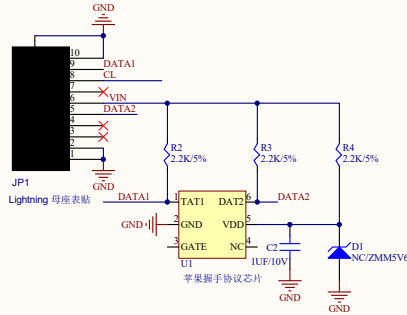 GND
10
9 DATA1
8 CL
7
6 VIN
5 DATA2
4
3
2
1
GND
JP1
Lightning 母座表贴
R2
2.2K/5%
R3
2.2K/5%
R4
2.2K/5%
DATA1
1 TAT1 DAT2 6
DATA2
GND
2 GND VDD 5
3 GATE NC 4
U1
苹果握手协议芯片
C2
1UF/10V
GND
D1
NC/ZMM5V6
GND